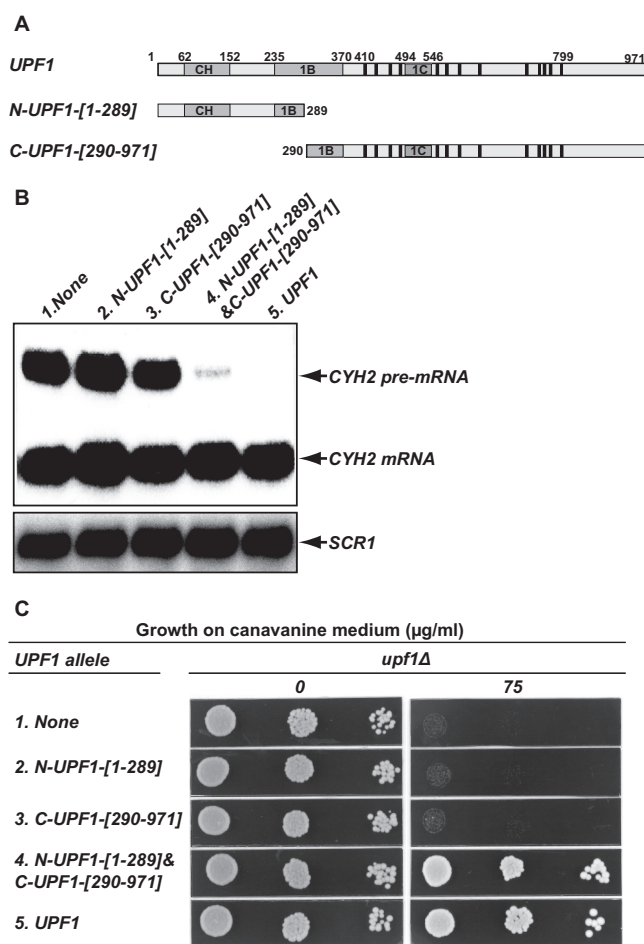 A
1 62 152 235 370 410 494 546 799 971
UPF1 CH 1B 1C
N-UPF1-[1-289] CH 1B 289
C-UPF1-[290-971] 290 1B 1C
B
1.None
2. N-UPF1-[1-289]
3. C-UPF1-[290-971]
4. N-UPF1-[1-289]
&C-UPF1-[290-971]
5. UPF1
CYH2 pre-mRNA
CYH2 mRNA
SCR1
C
Growth on canavanine medium (µg/ml)
UPF1 allele upf1Δ
0 75
1. None
2. N-UPF1-[1-289]
3. C-UPF1-[290-971]
4. N-UPF1-[1-289]&
C-UPF1-[290-971]
5. UPF1